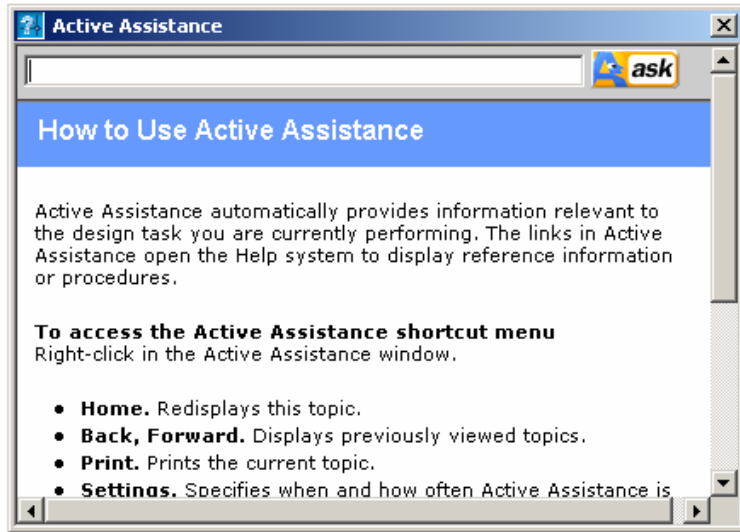 Active Assistance
ask
How to Use Active Assistance
Active Assistance automatically provides information relevant to
the design task you are currently performing. The links in Active
Assistance open the Help system to display reference information
or procedures.
To access the Active Assistance shortcut menu
Right-click in the Active Assistance window.
● Home. Redisplays this topic.
● Back, Forward. Displays previously viewed topics.
● Print. Prints the current topic.
● Settings. Specifies when and how often Active Assistance is